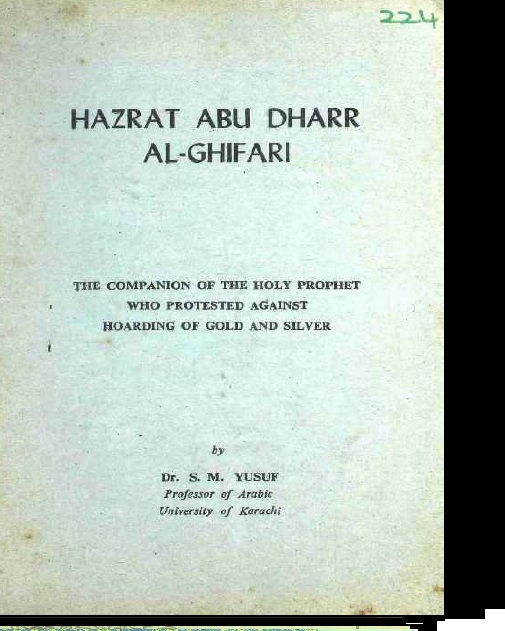 224
HAZRAT ABU DHARR
AL-GHIFARI
THE COMPANION OF THE HOLY PROPHET
WHO PROTESTED AGAINST
HOARDING OF GOLD AND SILVER
by
Dr. S. M. YUSUF
Professor of Arabic
University of Karachi